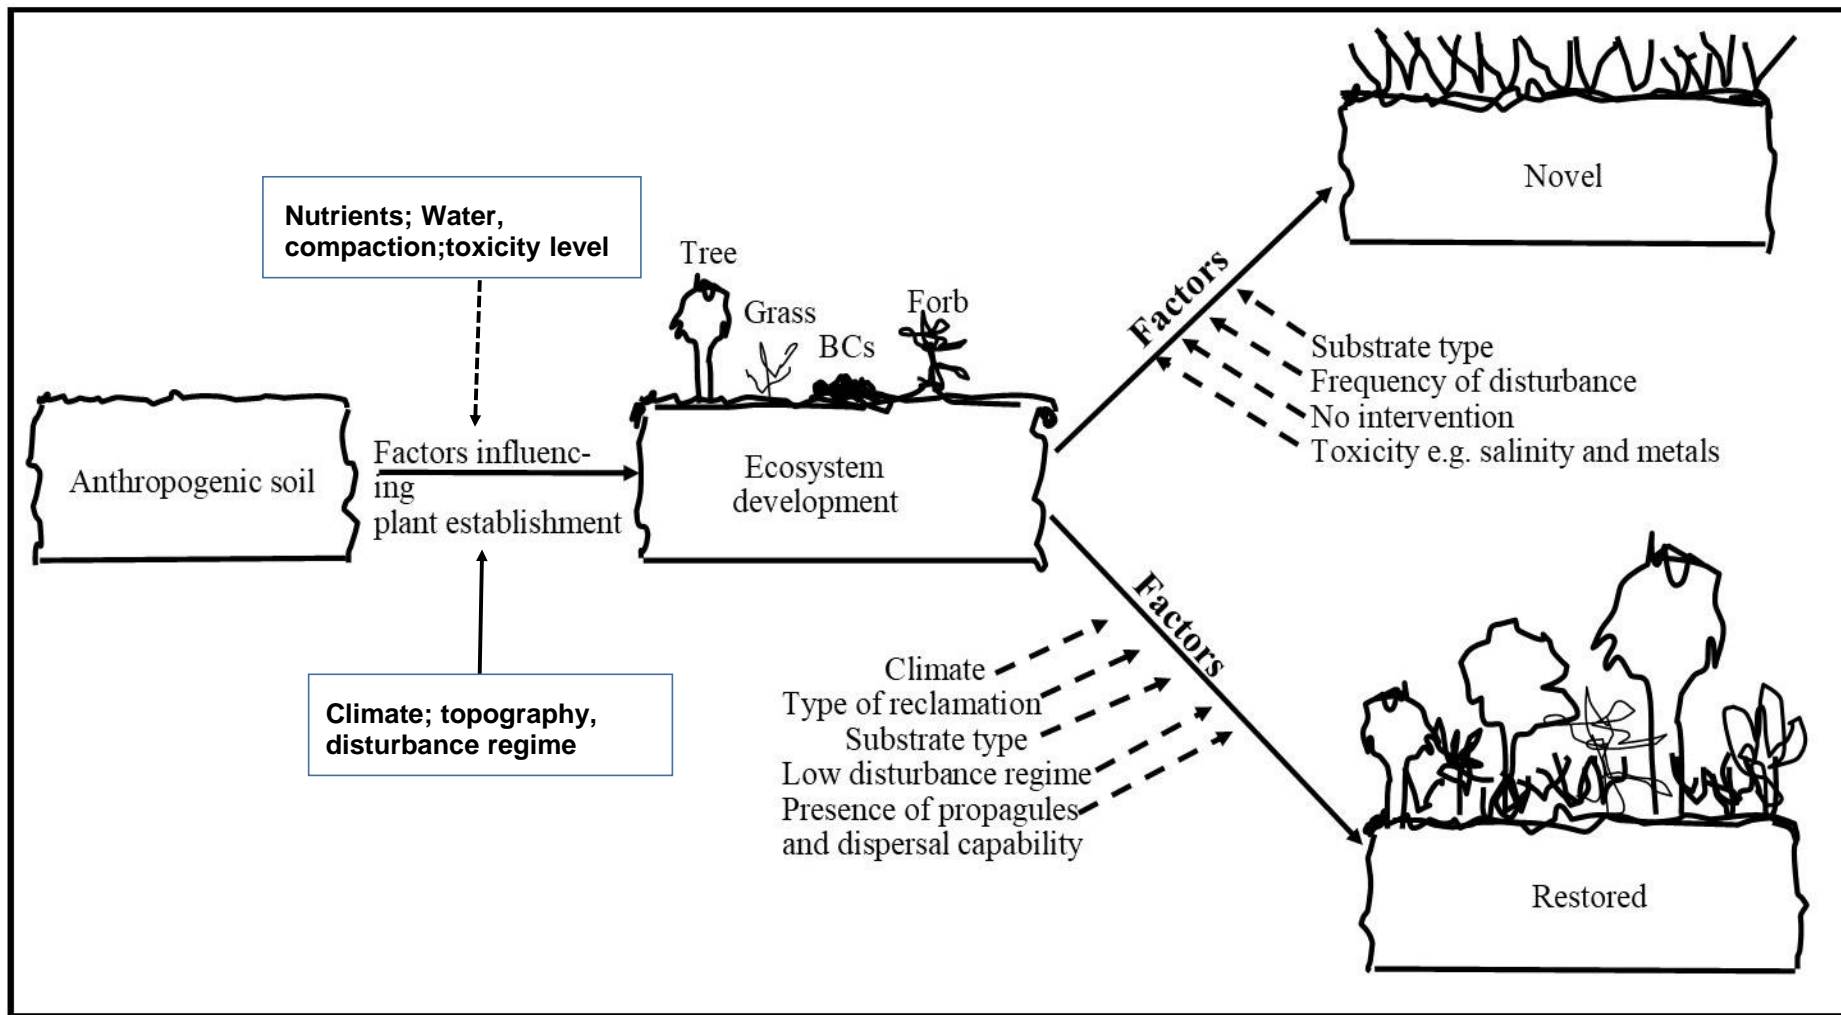 Nutrients; Water,
compaction;toxicity level
Anthropogenic soil
Factors influenc-
ing
plant establishment
Climate; topography,
disturbance regime
Tree
Grass
BCs
Forb
Ecosystem
development
Factors
Substrate type
Frequency of disturbance
No intervention
Toxicity e.g. salinity and metals
Novel
Factors
Climate
Type of reclamation
Substrate type
Low disturbance regime
Presence of propagules
and dispersal capability
Restored